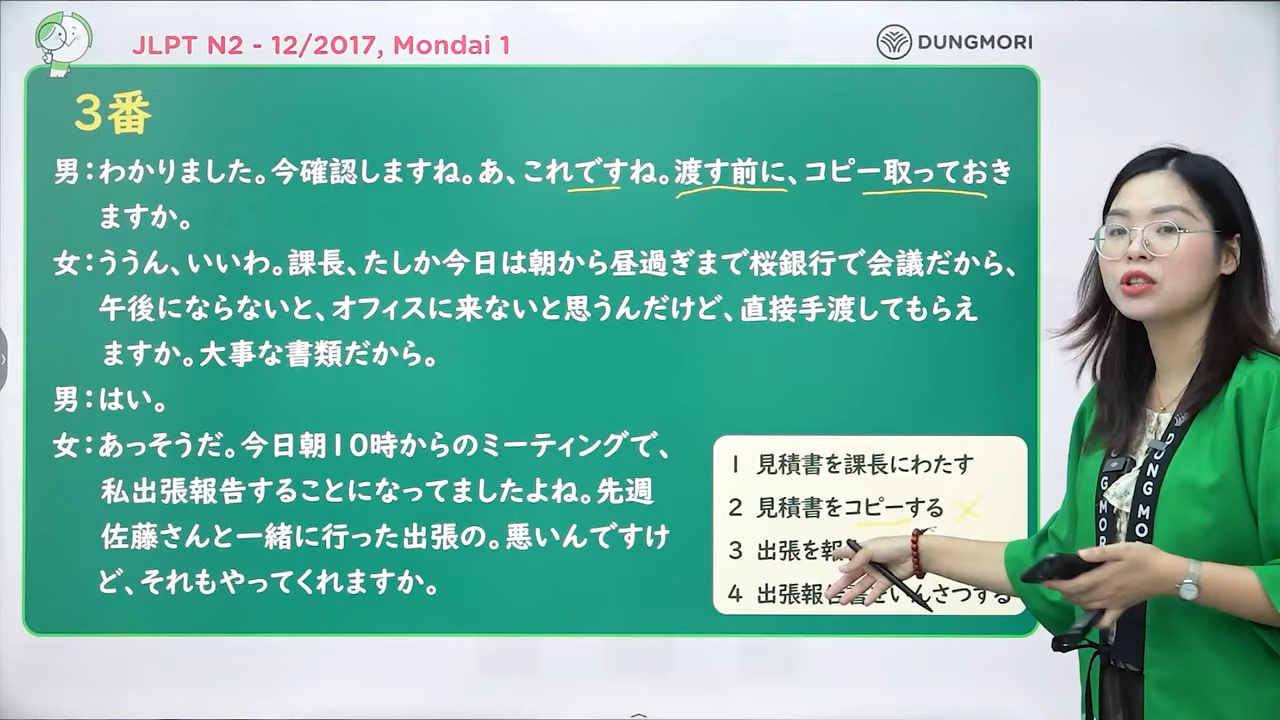 JLPT N2 - 12/2017, Mondai 1
DUNGMORI
3番
男：わかりました。今確認しますね。あ、これですね。渡す前に、コピー取っておき
ますか。
女：ううん、いいわ。課長、たしか今日は朝から昼過ぎまで桜銀行で会議だから、
午後にならないと、オフィスに来ないと思うんだけど、直接手渡してもらえ
ますか。大事な書類だから。
男：はい。
女：あっそうだ。今日朝10時からのミーティングで、
私出張報告することになってましたよね。先週
佐藤さんと一緒に行った出張の。悪いんですけ
ど、それもやってくれますか。
1 見積書を課長にわたす
2 見積書をコピーする
3 出張を報
4 出張報告書をいんさつする
DUNG MO
G MOR